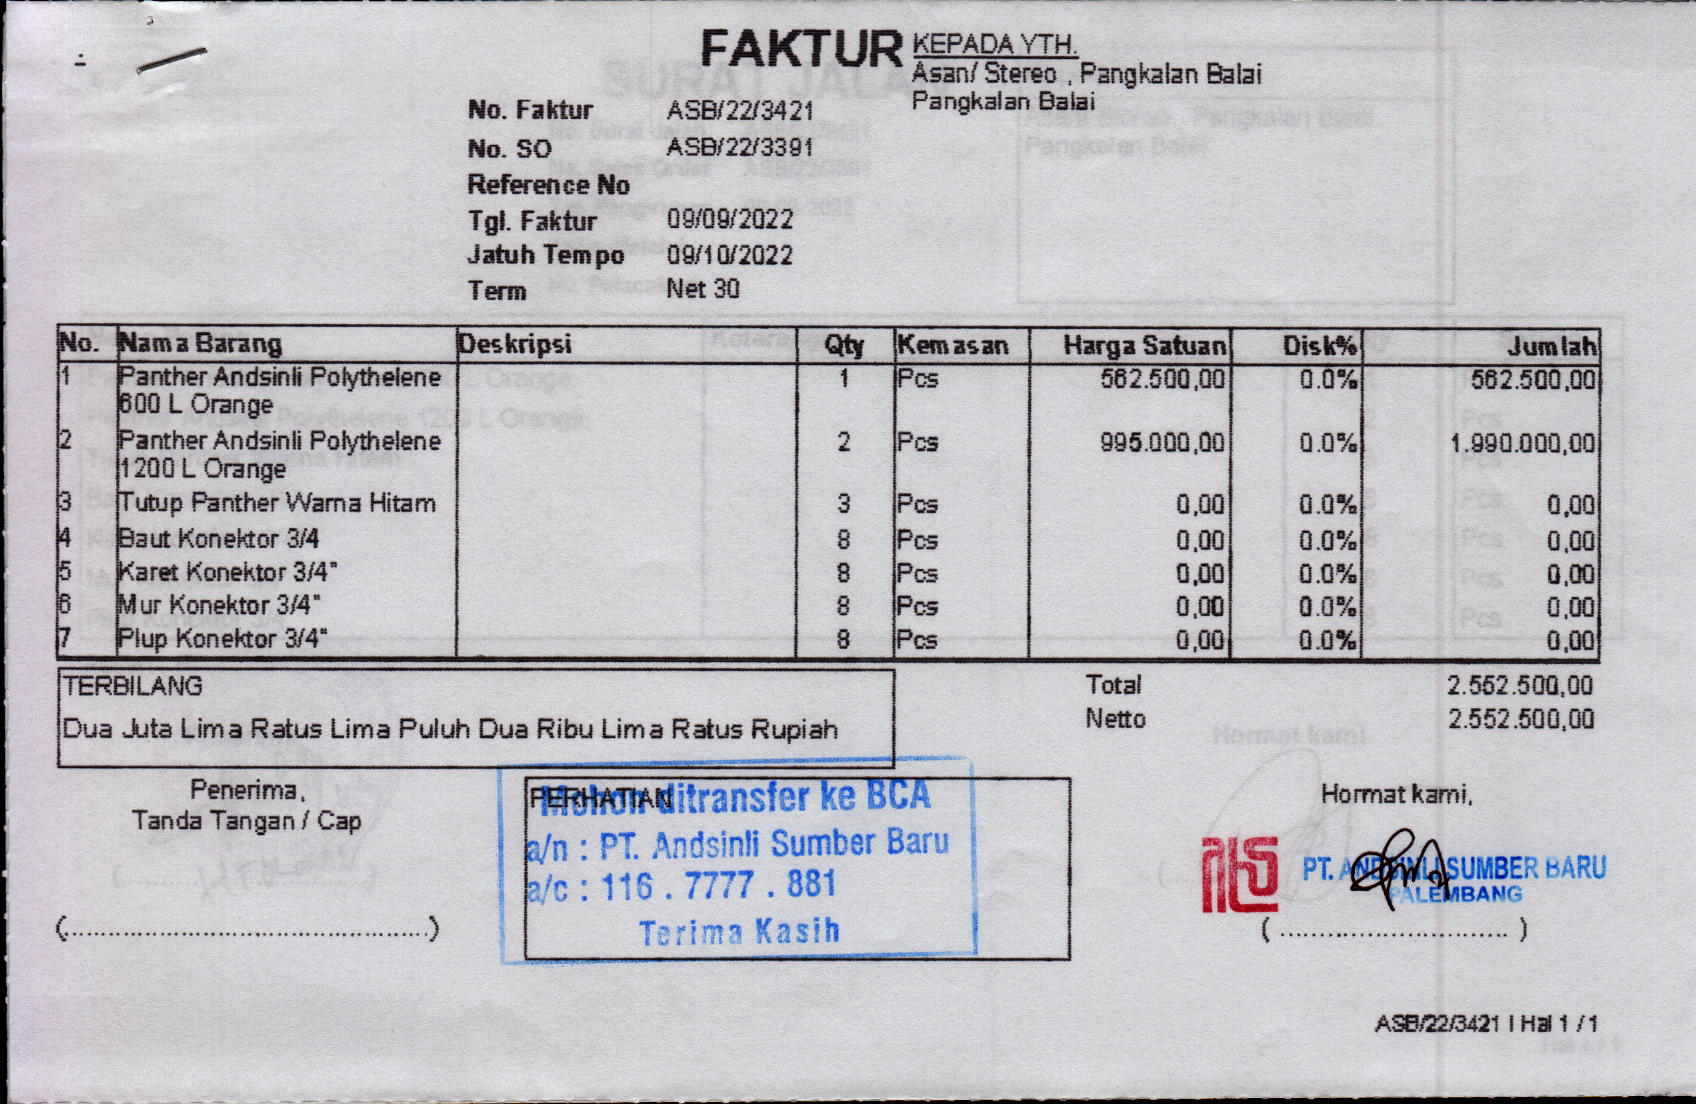 FAKTUR
KEPADA YTH.
Asan/ Stereo , Pangkalan Balai
Pangkalan Balai
No. Faktur ASB/22/3421
No. SO ASB/22/3391
Reference No
Tgl. Faktur 09/09/2022
Jatuh Tempo 09/10/2022
Term Net 30
No. Nama Barang Deskripsi Qty Kemasan Harga Satuan Disk% Jumlah
1 Panther Andsinli Polythelene 1 Pcs 562.500,00 0.0% 562.500,00
600 L Orange
2 Panther Andsinli Polythelene 2 Pcs 995.000,00 0.0% 1.990.000,00
1200 L Orange
3 Tutup Panther Warna Hitam 3 Pcs 0,00 0.0% 0,00
4 Baut Konektor 3/4 8 Pcs 0,00 0.0% 0,00
5 Karet Konektor 3/4" 8 Pcs 0,00 0.0% 0,00
6 Mur Konektor 3/4" 8 Pcs 0,00 0.0% 0,00
7 Plup Konektor 3/4" 8 Pcs 0,00 0.0% 0,00
TERBILANG
Dua Juta Lima Ratus Lima Puluh Dua Ribu Lima Ratus Rupiah
Total 2.552.500,00
Netto 2.552.500,00
Penerima,
Tanda Tangan / Cap
(..............................................)
PERHATIAN
Mohon ditransfer ke BCA
a/n : PT. Andsinli Sumber Baru
a/c : 116 . 7777 . 881
Terima Kasih
Hormat kami,
PT. ANDSINLI SUMBER BARU
PALEMBANG
( ............................. )
ASB/22/3421 | Hal 1 / 1